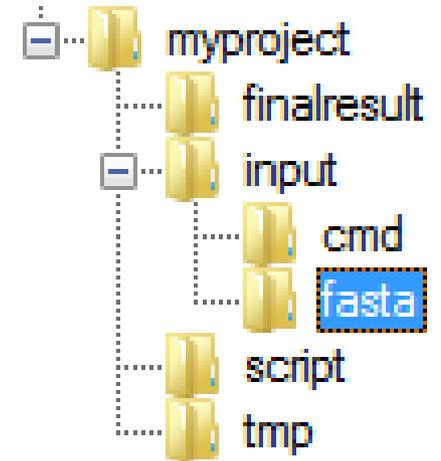 myproject
finalresult
input
cmd
fasta
script
tmp